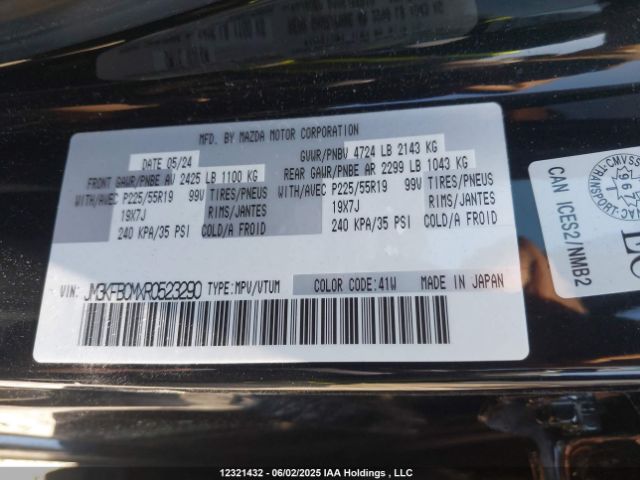 MFD. BY MAZDA MOTOR CORPORATION
DATE 05/24
GVWR/PNBV 4724 LB 2143 KG
FRONT GAWR/PNBE AV 2425 LB 1100 KG
REAR GAWR/PNBE AR 2299 LB 1043 KG
WITH/AVEC P225/55R19 99V TIRES/PNEUS
WITH/AVEC P225/55R19 99V TIRES/PNEUS
19X7J RIMS/JANTES
19X7J RIMS/JANTES
240 KPA/35 PSI COLD/A FROID
240 KPA/35 PSI COLD/A FROID
VIN: JM3KFBCMXR0523290 TYPE:MPV/VTUM
COLOR CODE:41W MADE IN JAPAN
CAN ICES2/NMB2
12321432 - 06/02/2025 IAA Holdings , LLC